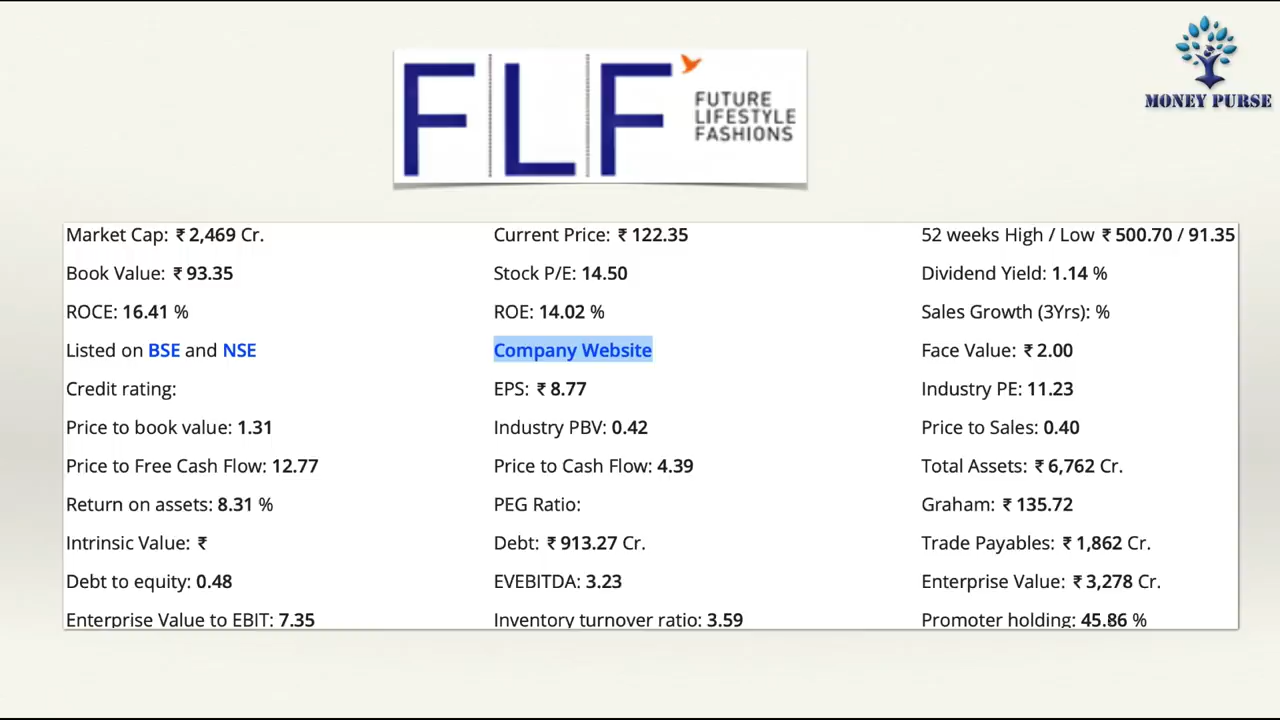 MONEY PURSE
FLF
FUTURE
LIFESTYLE
FASHIONS
Market Cap: ₹ 2,469 Cr.
Current Price: ₹ 122.35
52 weeks High / Low ₹ 500.70 / 91.35
Book Value: ₹ 93.35
Stock P/E: 14.50
Dividend Yield: 1.14 %
ROCE: 16.41 %
ROE: 14.02 %
Sales Growth (3Yrs): %
Listed on BSE and NSE
Company Website
Face Value: ₹ 2.00
Credit rating:
EPS: ₹ 8.77
Industry PE: 11.23
Price to book value: 1.31
Industry PBV: 0.42
Price to Sales: 0.40
Price to Free Cash Flow: 12.77
Price to Cash Flow: 4.39
Total Assets: ₹ 6,762 Cr.
Return on assets: 8.31 %
PEG Ratio:
Graham: ₹ 135.72
Intrinsic Value: ₹
Debt: ₹ 913.27 Cr.
Trade Payables: ₹ 1,862 Cr.
Debt to equity: 0.48
EVEBITDA: 3.23
Enterprise Value: ₹ 3,278 Cr.
Enterprise Value to EBIT: 7.35
Inventory turnover ratio: 3.59
Promoter holding: 45.86 %